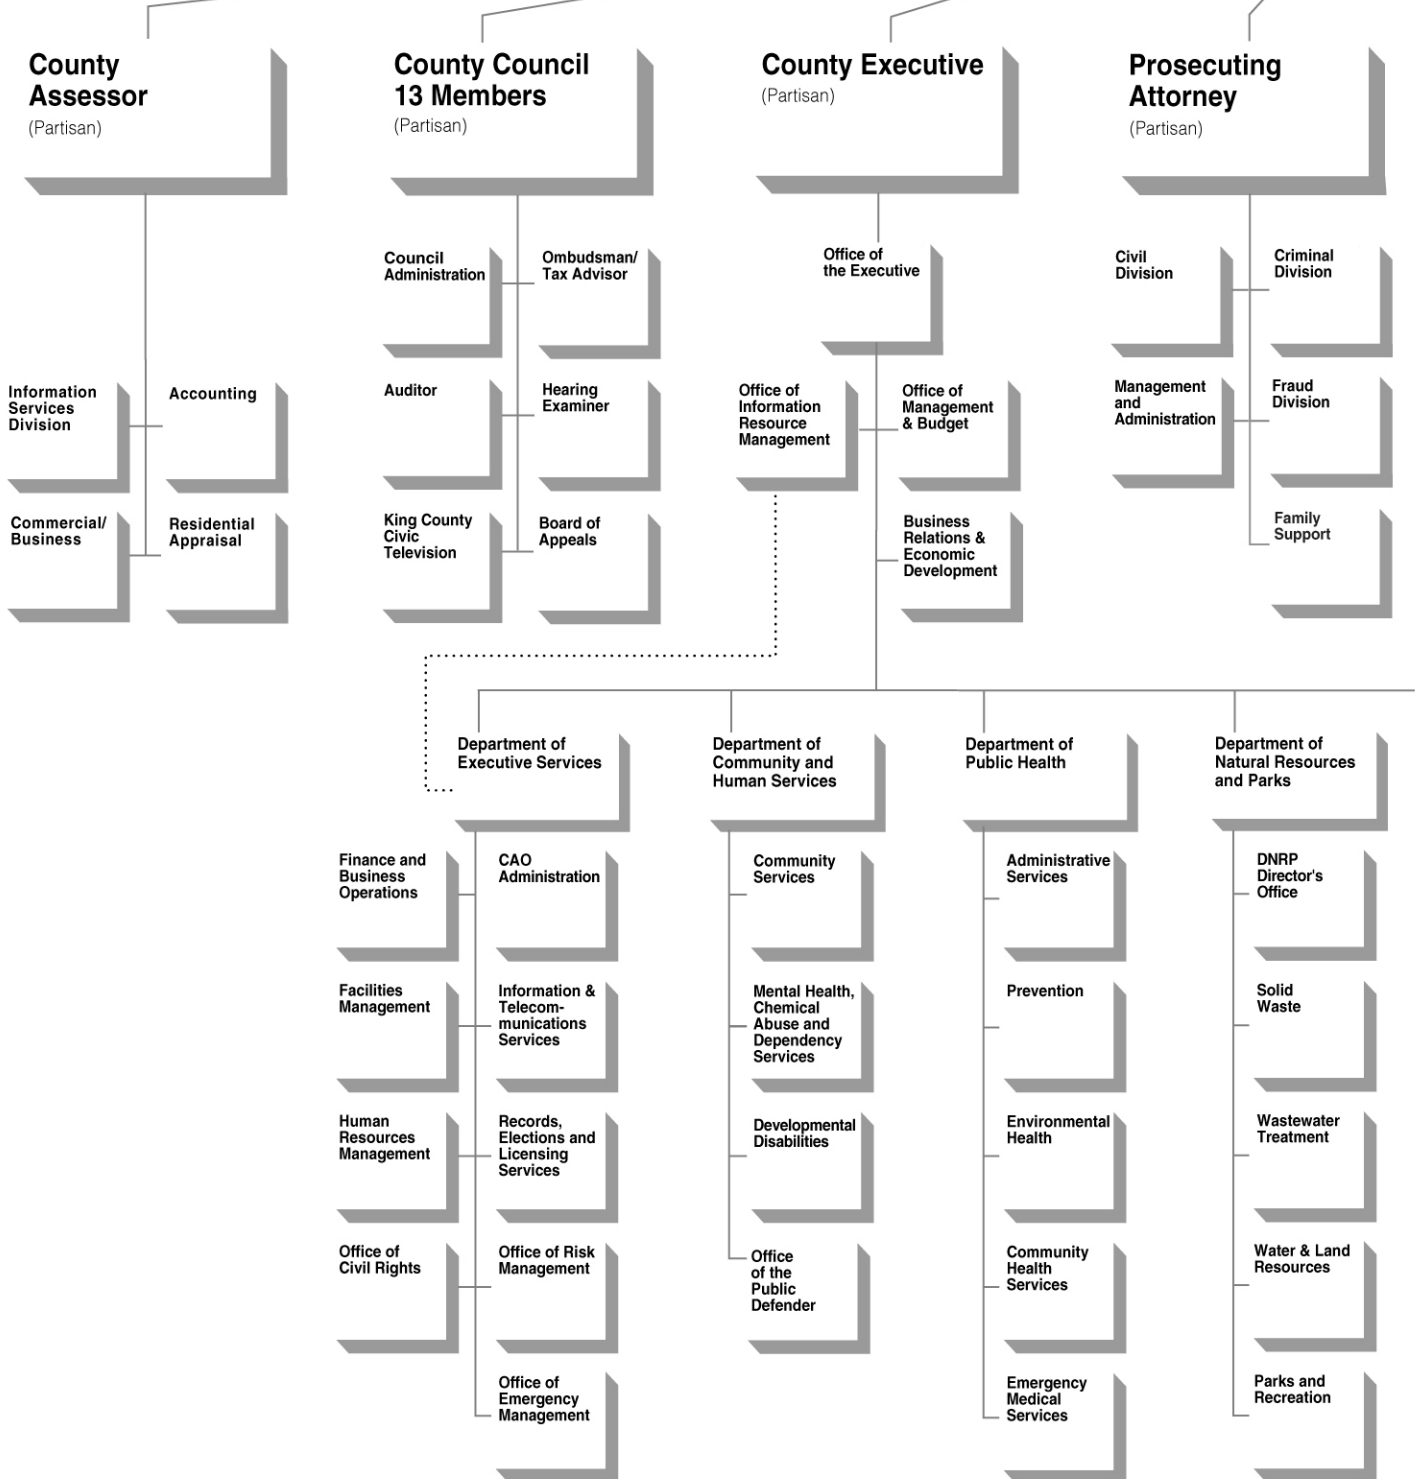 County
Assessor
(Partisan)
County Council
13 Members
(Partisan)
County Executive
(Partisan)
Prosecuting
Attorney
(Partisan)
Information
Services
Division
Accounting
Commercial/
Business
Residential
Appraisal
Council
Administration
Ombudsman/
Tax Advisor
Auditor
Hearing
Examiner
King County
Civic
Television
Board of
Appeals
Office of
the Executive
Office of
Information
Resource
Management
Office of
Management
& Budget
Business
Relations &
Economic
Development
Civil
Division
Criminal
Division
Management
and
Administration
Fraud
Division
Family
Support
Department of
Executive Services
Finance and
Business
Operations
CAO
Administration
Facilities
Management
Information &
Telecom-
munications
Services
Human
Resources
Management
Records,
Elections and
Licensing
Services
Office of
Civil Rights
Office of Risk
Management
Office of
Emergency
Management
Department of
Community and
Human Services
Community
Services
Mental Health,
Chemical
Abuse and
Dependency
Services
Developmental
Disabilities
Office
of the
Public
Defender
Department of
Public Health
Administrative
Services
Prevention
Environmental
Health
Community
Health
Services
Emergency
Medical
Services
Department of
Natural Resources
and Parks
DNRP
Director's
Office
Solid
Waste
Wastewater
Treatment
Water & Land
Resources
Parks and
Recreation